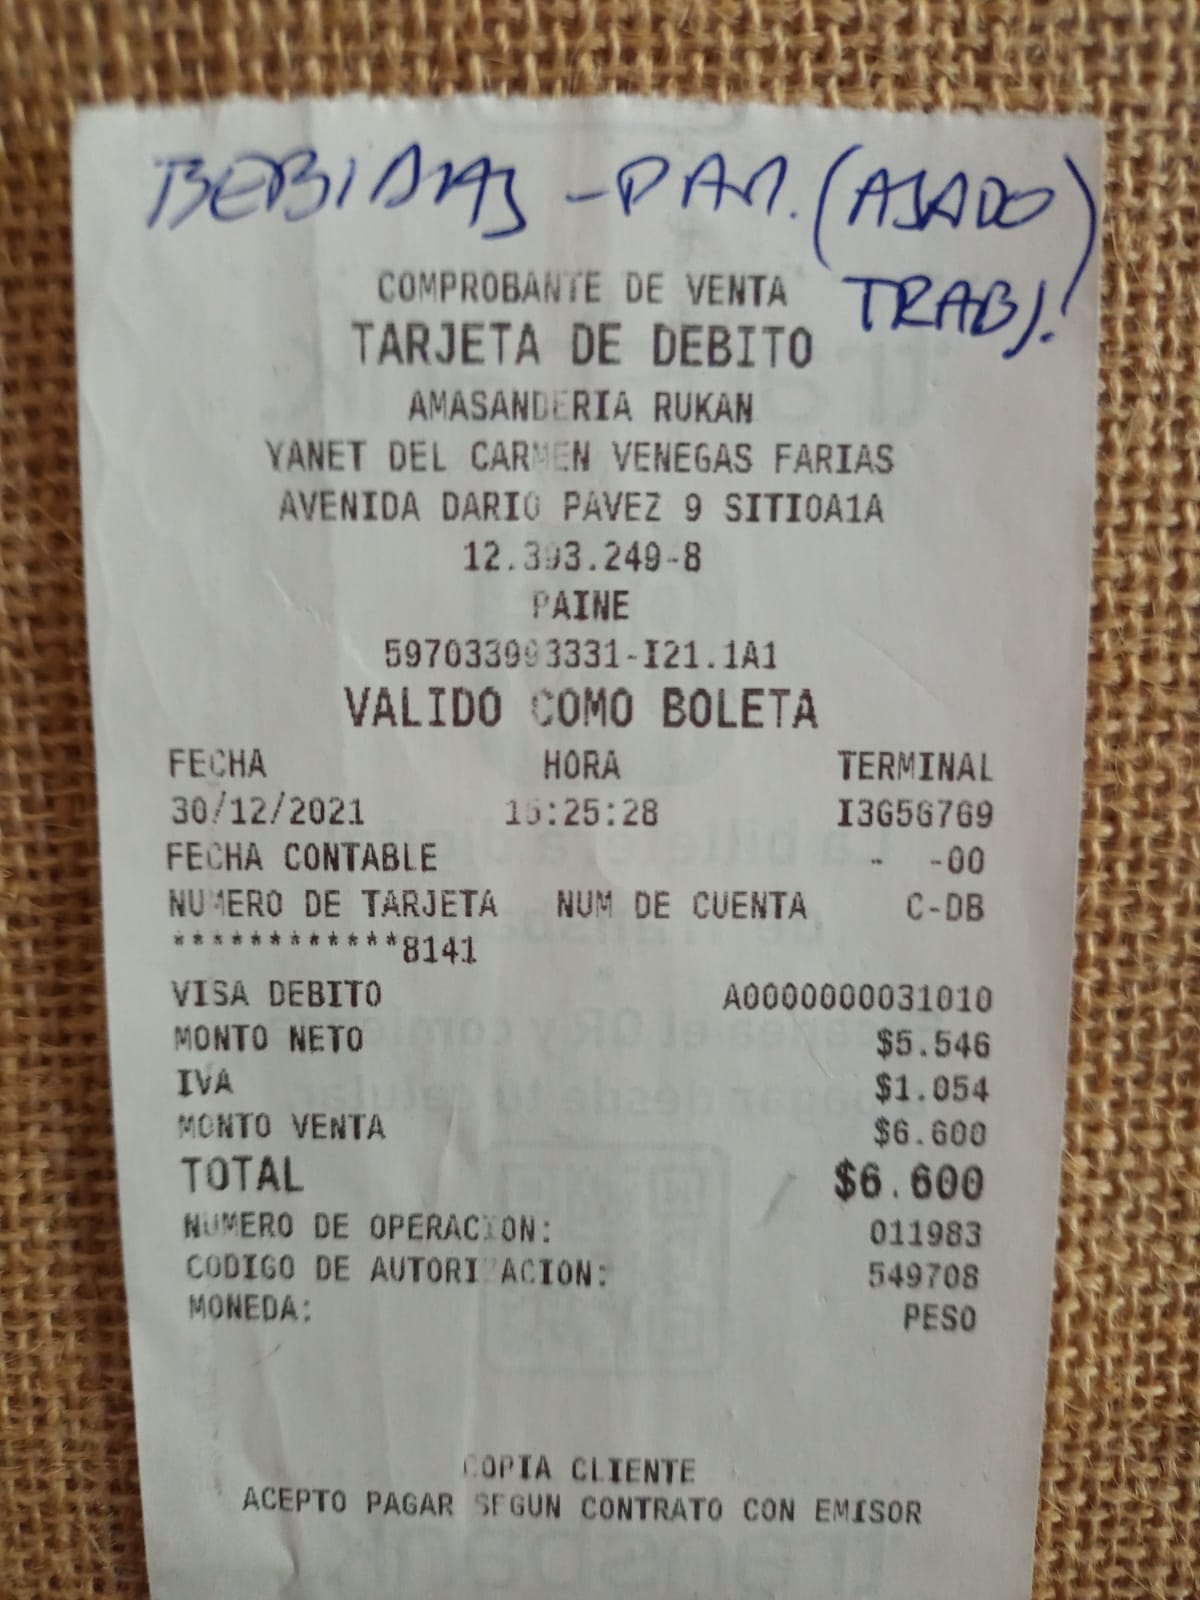 BEBIDAS - PAN. (ASADO)
TRABJ.
COMPROBANTE DE VENTA
TARJETA DE DEBITO
AMASANDERIA RUKAN
YANET DEL CARMEN VENEGAS FARIAS
AVENIDA DARIO PAVEZ 9 SITIOA1A
12.393.249-8
PAINE
597033993331-I21.1A1
VALIDO COMO BOLETA
FECHA HORA TERMINAL
30/12/2021 15:25:28 I3G56769
FECHA CONTABLE - -00
NUMERO DE TARJETA NUM DE CUENTA C-DB
************8141
VISA DEBITO A0000000031010
MONTO NETO $5.546
IVA $1.054
MONTO VENTA $6.600
TOTAL $6.600
NUMERO DE OPERACION: 011983
CODIGO DE AUTORIZACION: 549708
MONEDA: PESO
COPIA CLIENTE
ACEPTO PAGAR SEGUN CONTRATO CON EMISOR